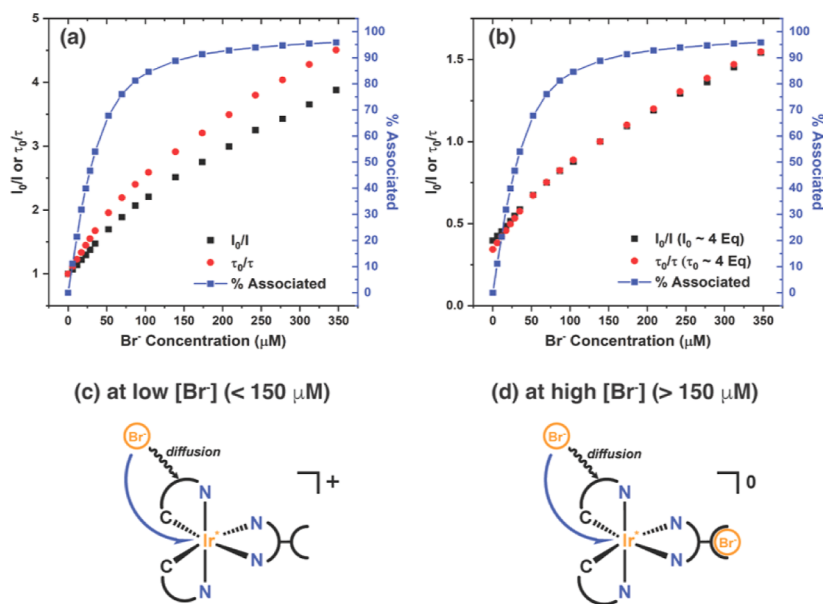 (a)
5
4
3
2
1
I0/I or τ0/τ
0 50 100 150 200 250 300 350
Br- Concentration (μM)
100
90
80
70
60
50
40
30
20
10
0
% Associated
I0/I
τ0/τ
% Associated
(b)
1.5
1.0
0.5
0.0
I0/I or τ0/τ
0 50 100 150 200 250 300 350
Br- Concentration (μM)
100
90
80
70
60
50
40
30
20
10
0
% Associated
I0/I (I0 ~ 4 Eq)
τ0/τ (τ0 ~ 4 Eq)
% Associated
(c) at low [Br-] (< 150 μM)
Br-
diffusion
+
N
C
N
Ir*
N
C
N
(d) at high [Br-] (> 150 μM)
Br-
diffusion
0
N
C
N
Ir*
Br-
N
C
N